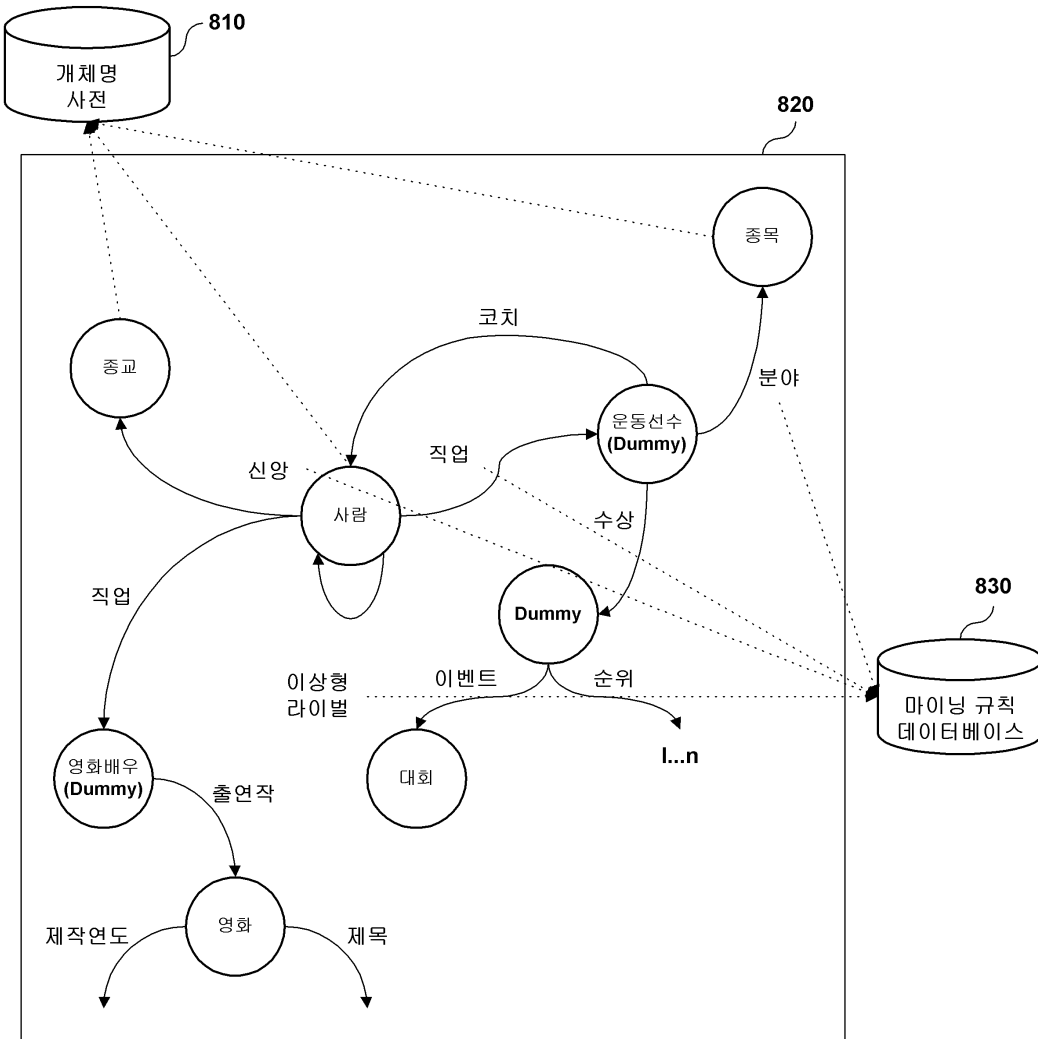 810
개체명
사전
820
종목
코치
종교
분야
운동선수
(Dummy)
직업
신앙
사람
수상
직업
Dummy
830
이벤트
순위
이상형
라이벌
마이닝 규칙
데이터베이스
I...n
영화배우
(Dummy)
대회
출연작
영화
제작연도
제목